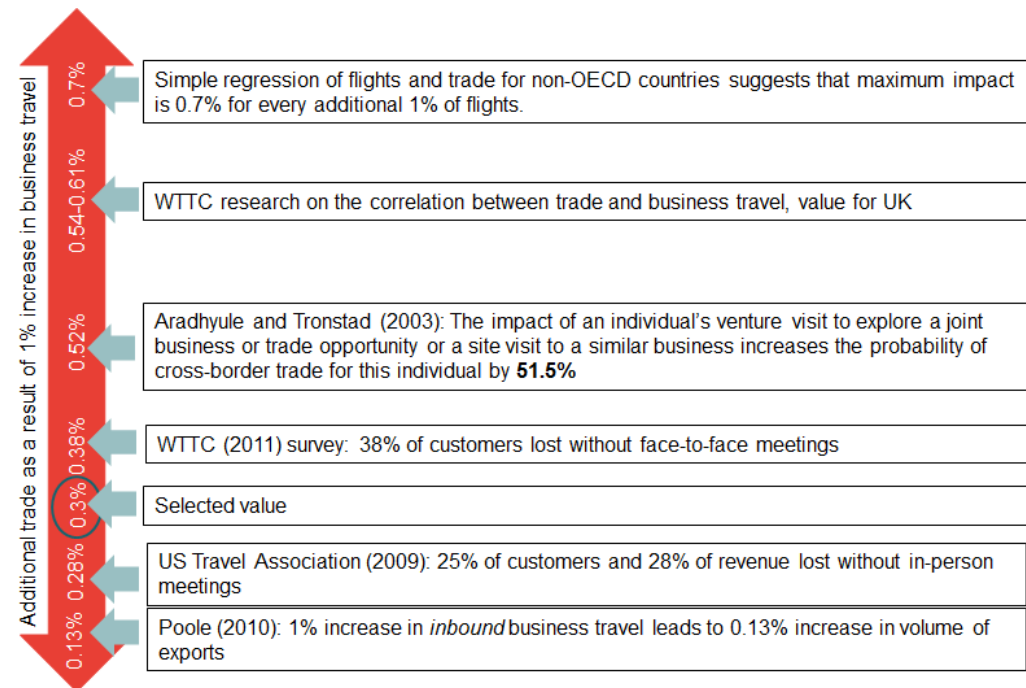 Additional trade as a result of 1% increase in business travel
0.7%
Simple regression of flights and trade for non-OECD countries suggests that maximum impact
is 0.7% for every additional 1% of flights.
0.54-0.61%
WTTC research on the correlation between trade and business travel, value for UK
0.52%
Aradhyule and Tronstad (2003): The impact of an individual's venture visit to explore a joint
business or trade opportunity or a site visit to a similar business increases the probability of
cross-border trade for this individual by 51.5%
0.38%
WTTC (2011) survey: 38% of customers lost without face-to-face meetings
0.3%
Selected value
0.28%
US Travel Association (2009): 25% of customers and 28% of revenue lost without in-person
meetings
0.13%
Poole (2010): 1% increase in inbound business travel leads to 0.13% increase in volume of
exports